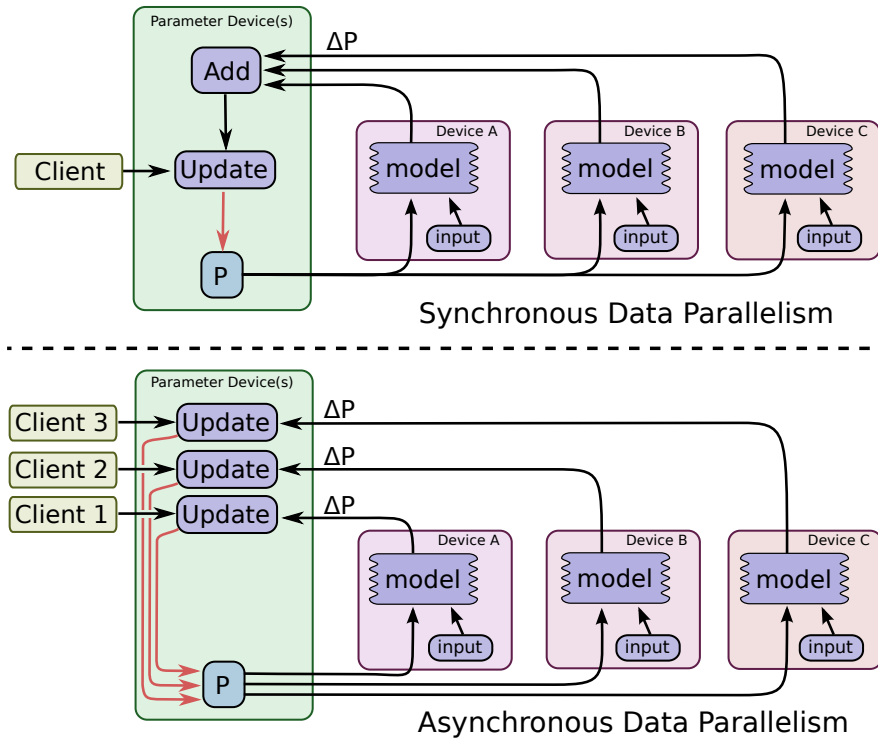 Parameter Device(s)
ΔP
Add
Device A
Device B
Device C
Client
Update
model
model
model
input
input
input
P
Synchronous Data Parallelism
Parameter Device(s)
Client 3
Update
ΔP
Client 2
Update
ΔP
Client 1
Update
ΔP
Device A
Device B
Device C
model
model
model
input
input
input
P
Asynchronous Data Parallelism